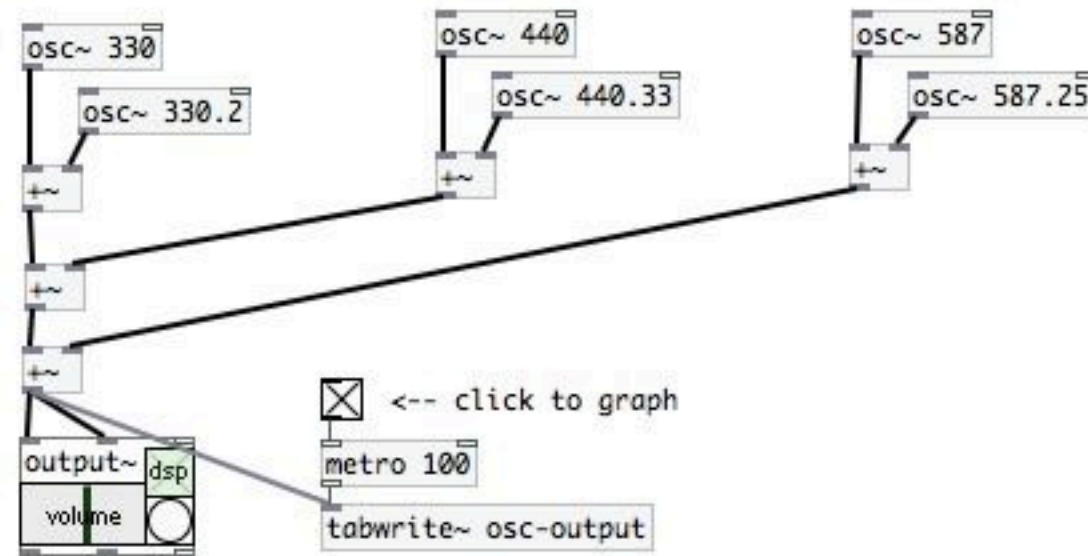 osc~ 330
osc~ 440
osc~ 587
osc~ 330.2
osc~ 440.33
osc~ 587.25
+~
+~
+~
+~
+~
<-- click to graph
output~
dsp
metro 100
volume
tabwrite~ osc-output